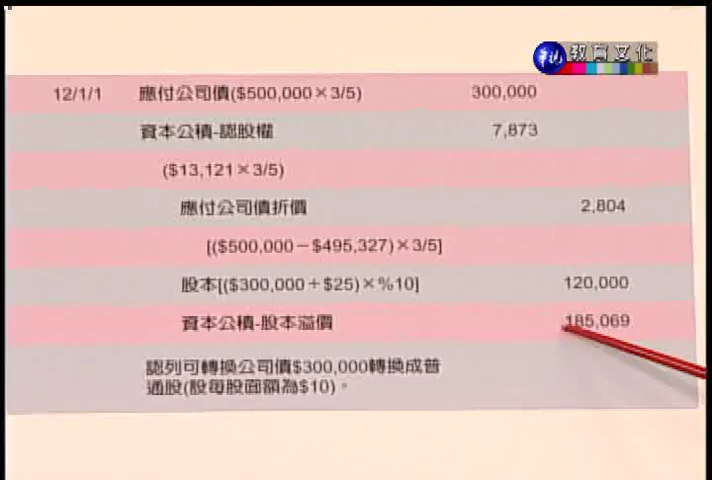 華視
教育文化
12/1/1 應付公司債($500,000×3/5) 300,000
資本公積-認股權 7,873
($13,121×3/5)
應付公司債折價 2,804
[($500,000－$495,327)×3/5]
股本[($300,000＋$25)×%10] 120,000
資本公積-股本溢價 185,069
認列可轉換公司債$300,000轉換成普
通股(股每股面額為$10)。